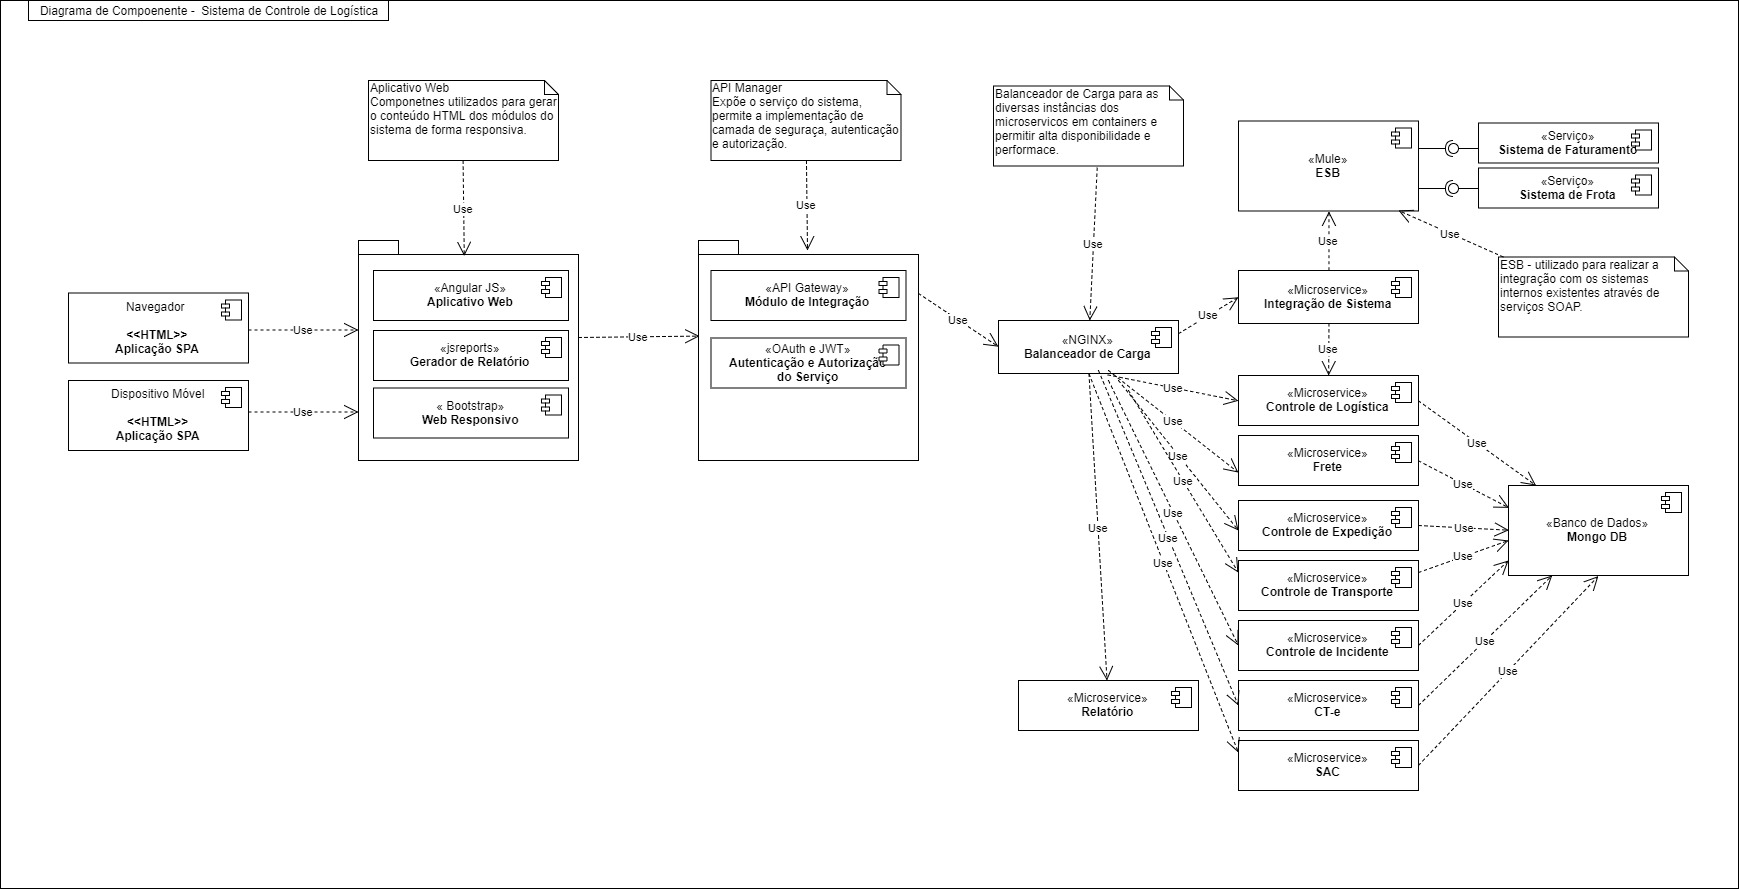 Diagrama de Compoenente -  Sistema de Controle de Logística
Aplicativo Web
Componetnes utilizados para gerar
o conteúdo HTML dos módulos do
sistema de forma responsiva.
API Manager
Expõe o serviço do sistema,
permite a implementação de
camada de seguraça, autenticação
e autorização.
Balanceador de Carga para as
diversas instâncias dos
microservicos em containers e
permitir alta disponibilidade e
performace.
Use
Use
Use
Navegador
<<HTML>>
Aplicação SPA
Use
Dispositivo Móvel
<<HTML>>
Aplicação SPA
Use
«Angular JS»
Aplicativo Web
«jsreports»
Gerador de Relatório
« Bootstrap»
Web Responsivo
Use
«API Gateway»
Módulo de Integração
«OAuth e JWT»
Autenticação e Autorização
do Serviço
Use
«NGINX»
Balanceador de Carga
«Mule»
ESB
«Serviço»
Sistema de Faturamento
«Serviço»
Sistema de Frota
Use
Use
ESB - utilizado para realizar a
integração com os sistemas
internos existentes através de
serviços SOAP.
Use
«Microservice»
Integração de Sistema
Use
Use
Use
Use
Use
Use
Use
Use
Use
«Microservice»
Relatório
«Microservice»
Controle de Logística
«Microservice»
Frete
«Microservice»
Controle de Expedição
«Microservice»
Controle de Transporte
«Microservice»
Controle de Incidente
«Microservice»
CT-e
«Microservice»
SAC
Use
Use
Use
Use
Use
Use
Use
«Banco de Dados»
Mongo DB